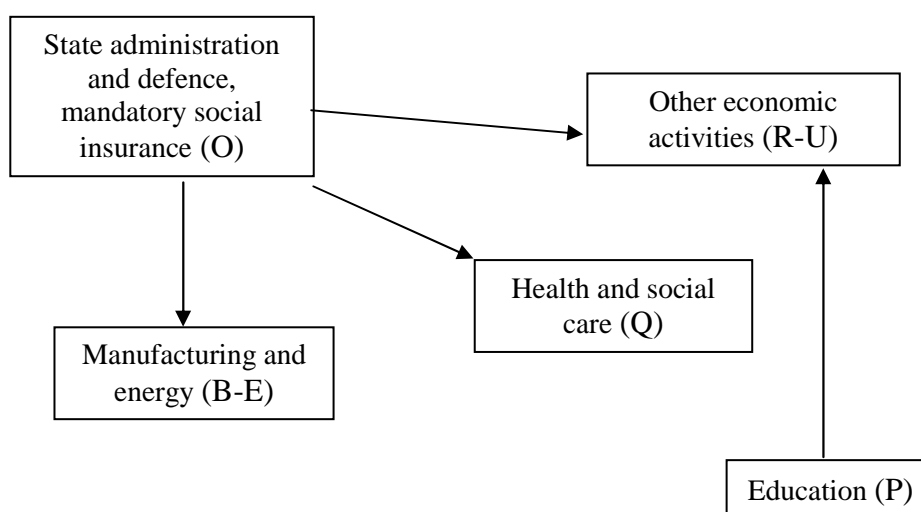 State administration
and defence,
mandatory social
insurance (O)
Other economic
activities (R-U)
Health and social
care (Q)
Manufacturing and
energy (B-E)
Education (P)